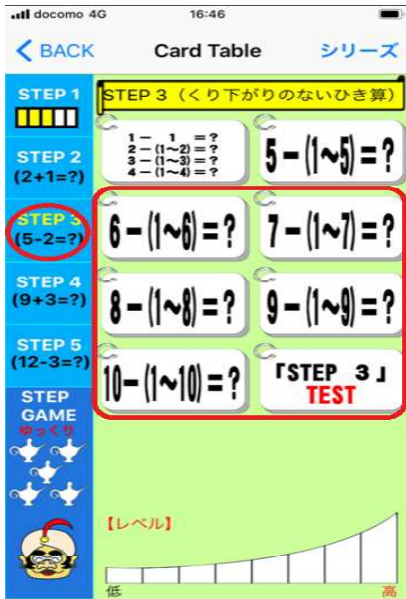 docomo 4G 16:46
BACK Card Table シリーズ
STEP 1
STEP 2
(2+1=?)
STEP 3
(5-2=?)
STEP 4
(9+3=?)
STEP 5
(12-3=?)
STEP
GAME
ゆっくり
STEP 3（くり下がりのないひき算）
1 − 1 = ?
2 − (1~2) = ?
3 − (1~3) = ?
4 − (1~4) = ?
5 − (1~5) = ?
6 − (1~6) = ?
7 − (1~7) = ?
8 − (1~8) = ?
9 − (1~9) = ?
10 − (1~10) = ?
「STEP 3」
TEST
【レベル】
低 高